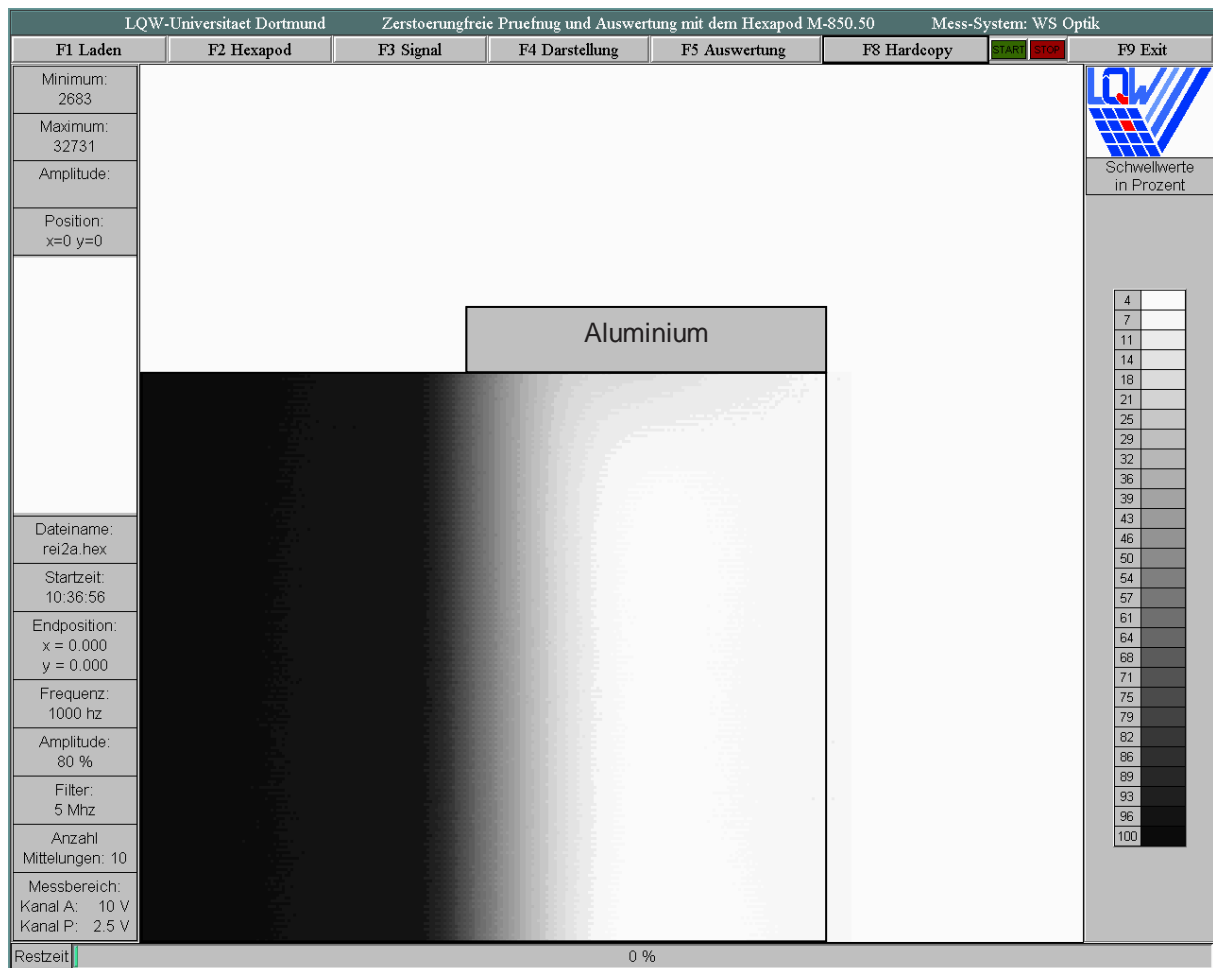 LQW-Universitaet Dortmund Zerstoerungfreie Pruefnug und Auswertung mit dem Hexapod M-850.50 Mess-System: WS Optik
F1 Laden F2 Hexapod F3 Signal F4 Darstellung F5 Auswertung F8 Hardcopy START STOP F9 Exit
Minimum:
2683
Maximum:
32731
Amplitude:
Position:
x=0 y=0
Dateiname:
rei2a.hex
Startzeit:
10:36:56
Endposition:
x = 0.000
y = 0.000
Frequenz:
1000 hz
Amplitude:
80 %
Filter:
5 Mhz
Anzahl
Mittelungen: 10
Messbereich:
Kanal A: 10 V
Kanal P: 2.5 V
Aluminium
LQW
Schwellwerte
in Prozent
4
7
11
14
18
21
25
29
32
36
39
43
46
50
54
57
61
64
68
71
75
79
82
86
89
93
96
100
Restzeit 0 %